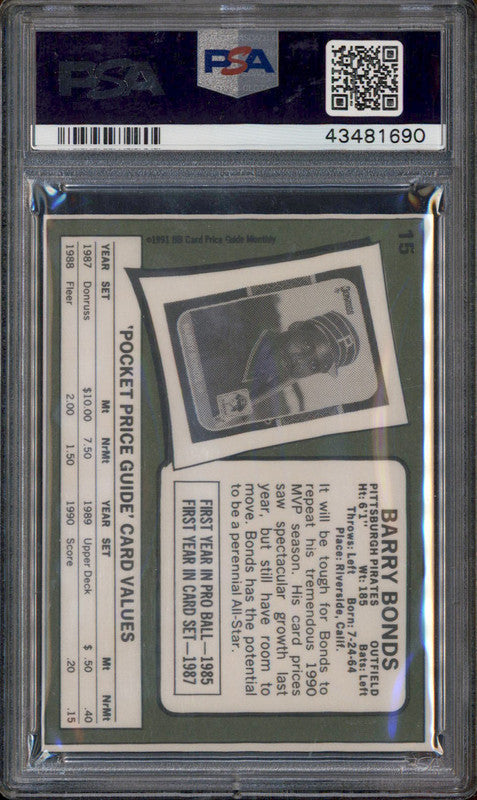 PSA
PSA
43481690
15
BARRY BONDS
PITTSBURGH PIRATES OUTFIELD
Ht: 6'1" Wt: 185 Bats: Left
Throws: Left Born: 7-24-64
Place: Riverside, Calif.
It will be tough for Bonds to
repeat his tremendous 1990
MVP season. His card prices
saw spectacular growth last
year, but still have room to
move. Bonds has the potential
to be a perennial All-Star.
FIRST YEAR IN PRO BALL—1985
FIRST YEAR IN CARD SET—1987
©1991 BB Card Price Guide Monthly
'POCKET PRICE GUIDE' CARD VALUES
YEAR SET Mt NrMt YEAR SET Mt NrMt
1987 Donruss $10.00 7.50 1989 Upper Deck $ .50 .40
1988 Fleer 2.00 1.50 1990 Score .20 .15